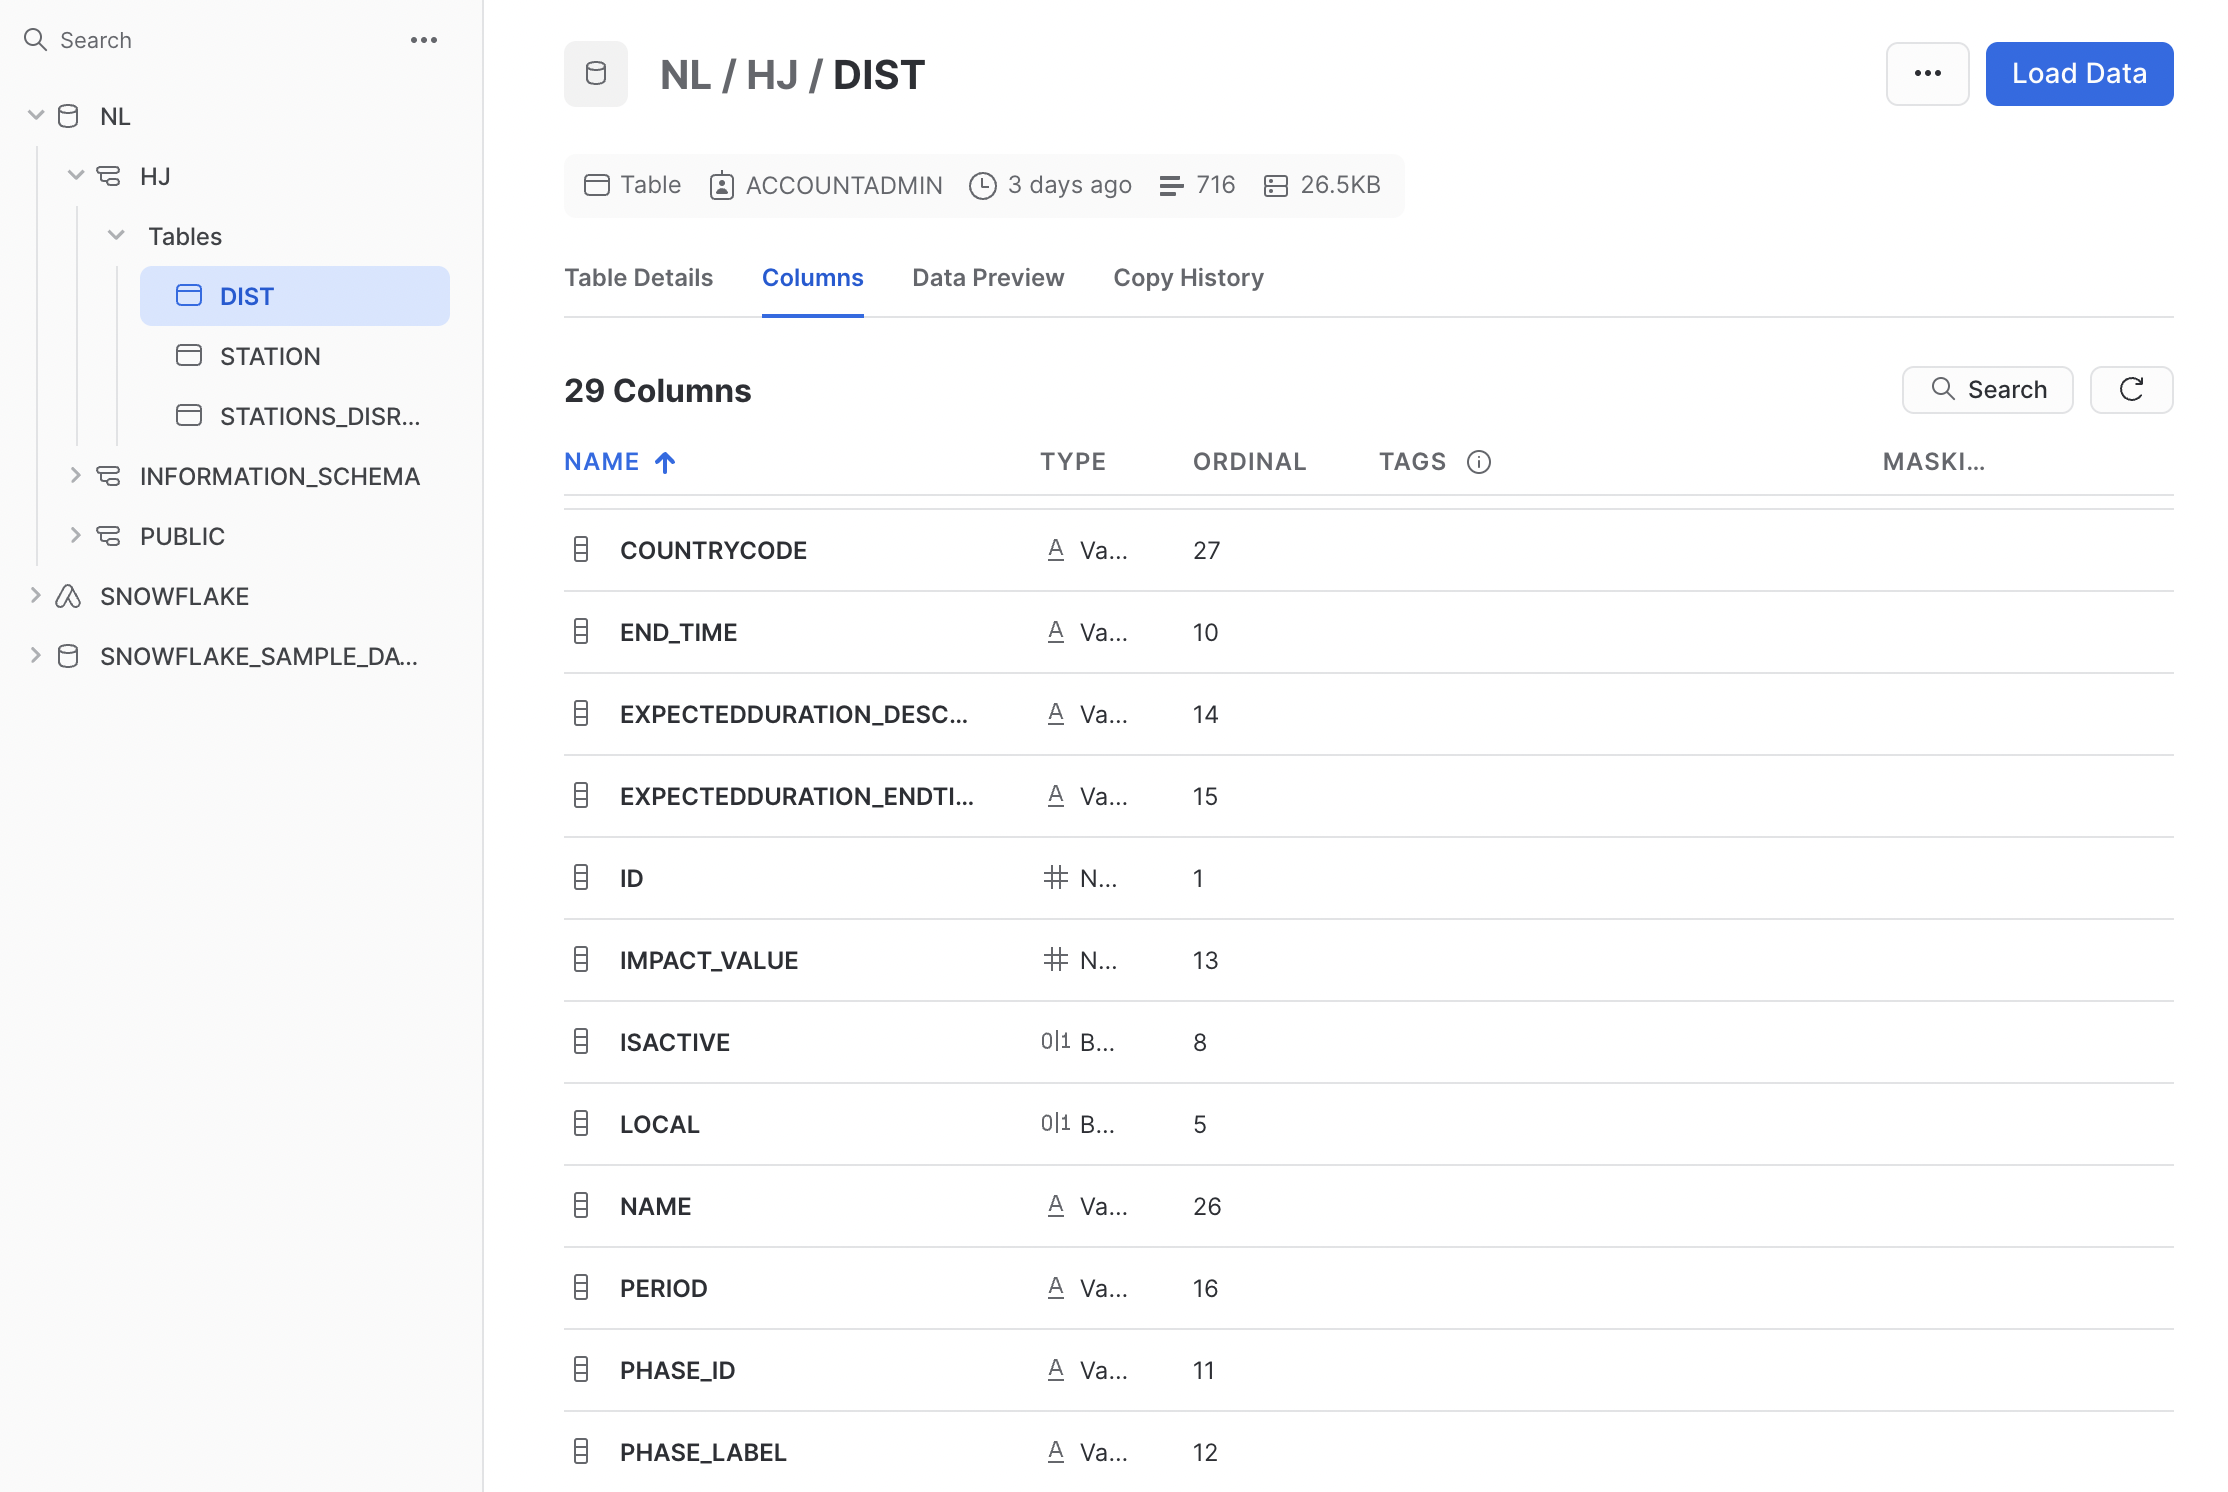 Search
NL
HJ
Tables
DIST
STATION
STATIONS_DISR...
INFORMATION_SCHEMA
PUBLIC
SNOWFLAKE
SNOWFLAKE_SAMPLE_DA...
NL / HJ / DIST
Load Data
Table ACCOUNTADMIN 3 days ago 716 26.5KB
Table Details Columns Data Preview Copy History
29 Columns
Search
NAME TYPE ORDINAL TAGS MASKI...
COUNTRYCODE A Va... 27
END_TIME A Va... 10
EXPECTEDDURATION_DESC... A Va... 14
EXPECTEDDURATION_ENDTI... A Va... 15
ID # N... 1
IMPACT_VALUE # N... 13
ISACTIVE 0|1 B... 8
LOCAL 0|1 B... 5
NAME A Va... 26
PERIOD A Va... 16
PHASE_ID A Va... 11
PHASE_LABEL A Va... 12